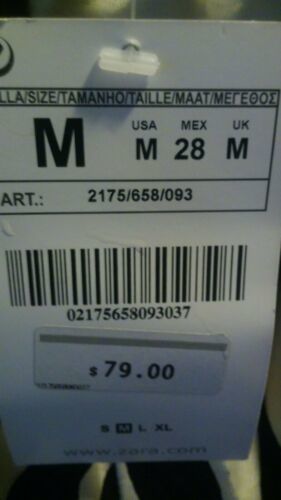 LLA/SIZE/TAMANHO/TAILLE/MAAT/ΜΕΓΕΘΟΣ
USA MEX UK
M M 28 M
ART.: 2175/658/093
02175658093037
$ 79.00
S M L XL
www.zara.com